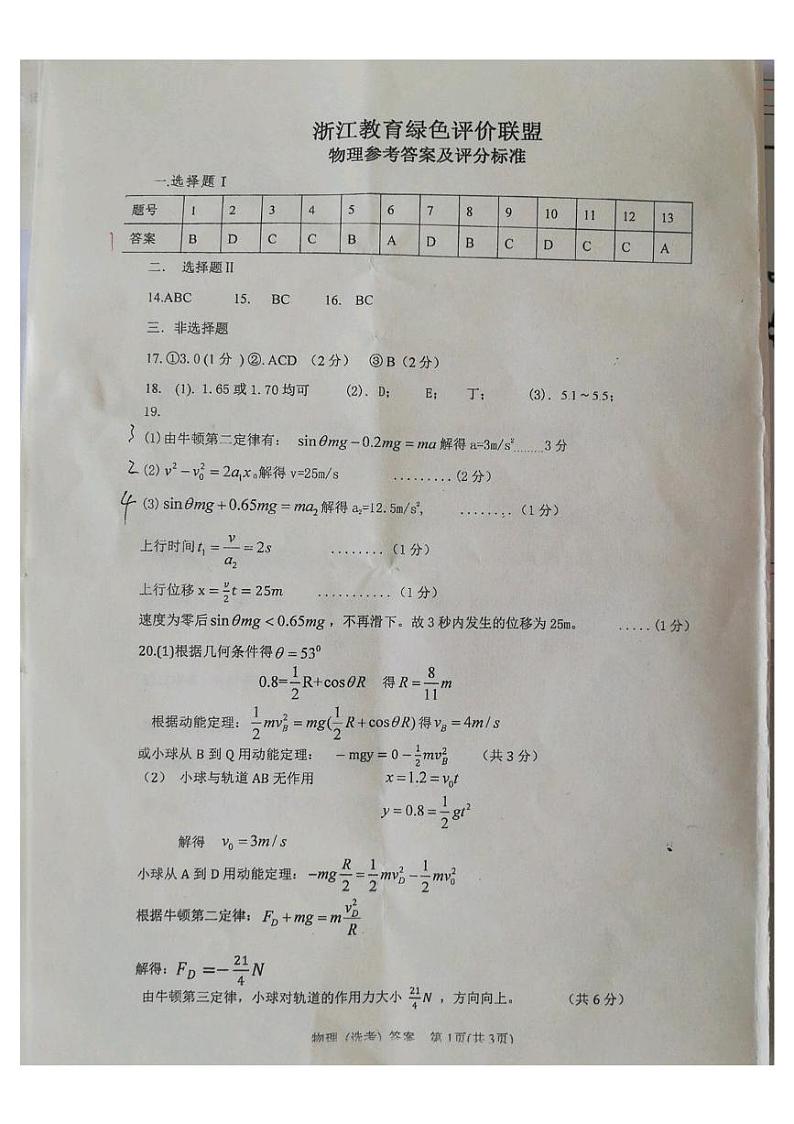 浙江教育绿色评价联盟
物理参考答案及评分标准
一.选择题 I
题号 1 2 3 4 5 6 7 8 9 10 11 12 13
1 答案 B D C C B A D B C D C C A
二. 选择题 II
14.ABC 15. BC 16. BC
三. 非选择题
17.①3.0(1分)②.ACD (2分) ③B(2分)
18. (1). 1.65或1.70均可 (2). D; E; 丁; (3). 5.1~5.5;
19.
3 (1)由牛顿第二定律有: sinθmg−0.2mg=ma 解得 a=3m/s².........3分
2 (2) v²−v₀²=2a₁x。解得 v=25m/s .........(2分)
4 (3) sinθmg+0.65mg=ma₂ 解得 a₂=12.5m/s², ........(1分)
上行时间 t₁=v/a₂=2s ........(1分)
上行位移 x=v/2 t=25m ...........(1分)
速度为零后 sinθmg<0.65mg, 不再滑下。故3秒内发生的位移为25m。 .....(1分)
20.(1)根据几何条件得 θ=53⁰
0.8=1/2 R+cosθR 得 R=8/11 m
根据动能定理: 1/2 mv_B²=mg(1/2 R+cosθR) 得 v_B=4m/s
或小球从 B 到 Q 用动能定理: −mgy=0−1/2 mv_B² (共3分)
(2) 小球与轨道 AB 无作用 x=1.2=v₀t
y=0.8=1/2 gt²
解得 v₀=3m/s
小球从 A 到 D 用动能定理: −mg R/2=1/2 mv_D²−1/2 mv₀²
根据牛顿第二定律: F_D+mg=m v_D²/R
解得: F_D=−21/4 N
由牛顿第三定律, 小球对轨道的作用力大小 21/4 N, 方向向上。 (共6分)
物理(选考)答案 第1页(共3页)